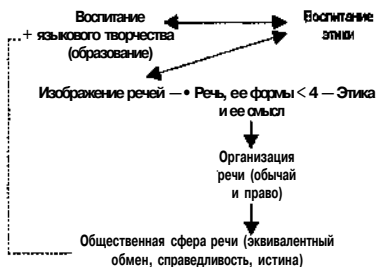 Воспитание
+ языкового творчества
(образование)
Воспитание
этики
Изображение речей —• Речь, ее формы < 4 — Этика
и ее смысл
Организация
речи (обычай
и право)
Общественная сфера речи (эквивалентный
обмен, справедливость, истина)